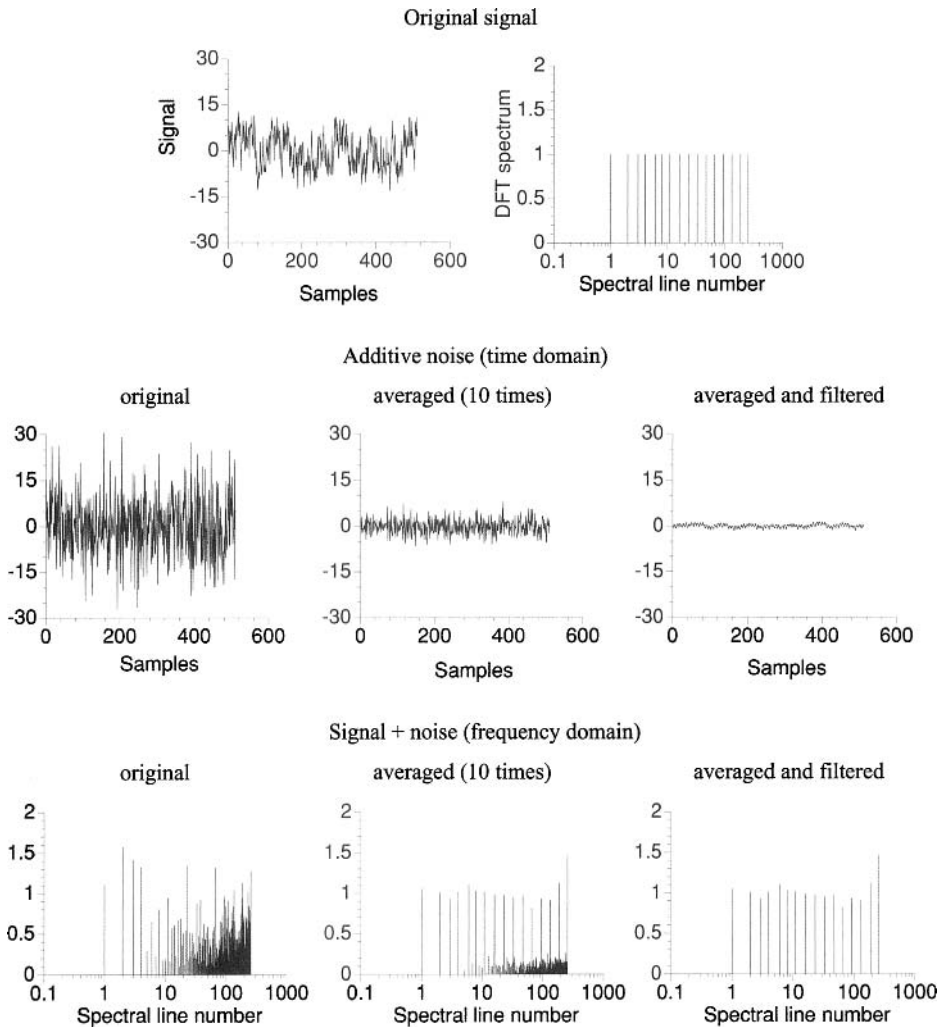 Original signal
30
15
0
-15
-30
Signal
0 200 400 600
Samples
2
1.5
1
0.5
0
DFT spectrum
0.1 1 10 100 1000
Spectral line number
Additive noise (time domain)
original
averaged (10 times)
averaged and filtered
30
15
0
-15
-30
0 200 400 600
Samples
30
15
0
-15
-30
0 200 400 600
Samples
30
15
0
-15
-30
0 200 400 600
Samples
Signal + noise (frequency domain)
original
averaged (10 times)
averaged and filtered
2
1.5
1
0.5
0
0.1 1 10 100 1000
Spectral line number
2
1.5
1
0.5
0
0.1 1 10 100 1000
Spectral line number
2
1.5
1
0.5
0
0.1 1 10 100 1000
Spectral line number